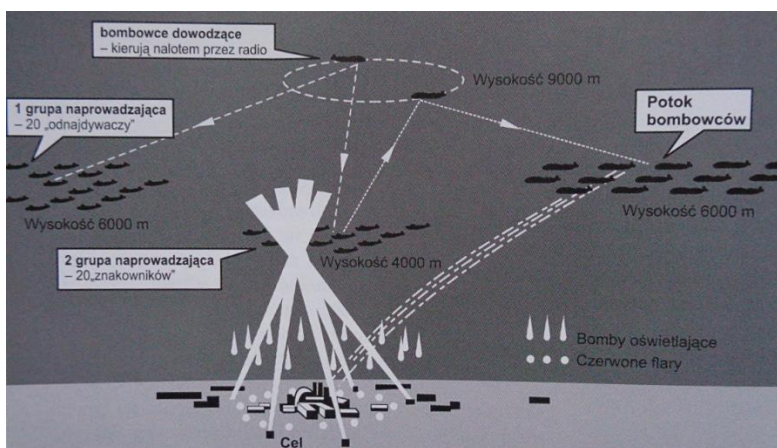 bombowce dowodzące
– kierują nalotem przez radio
Wysokość 9000 m
1 grupa naprowadzająca
– 20 „odnajdywaczy”
Potok
bombowców
Wysokość 6000 m
Wysokość 6000 m
2 grupa naprowadzająca
– 20„znakowników”
Wysokość 4000 m
Bomby oświetlające
Czerwone flary
Cel